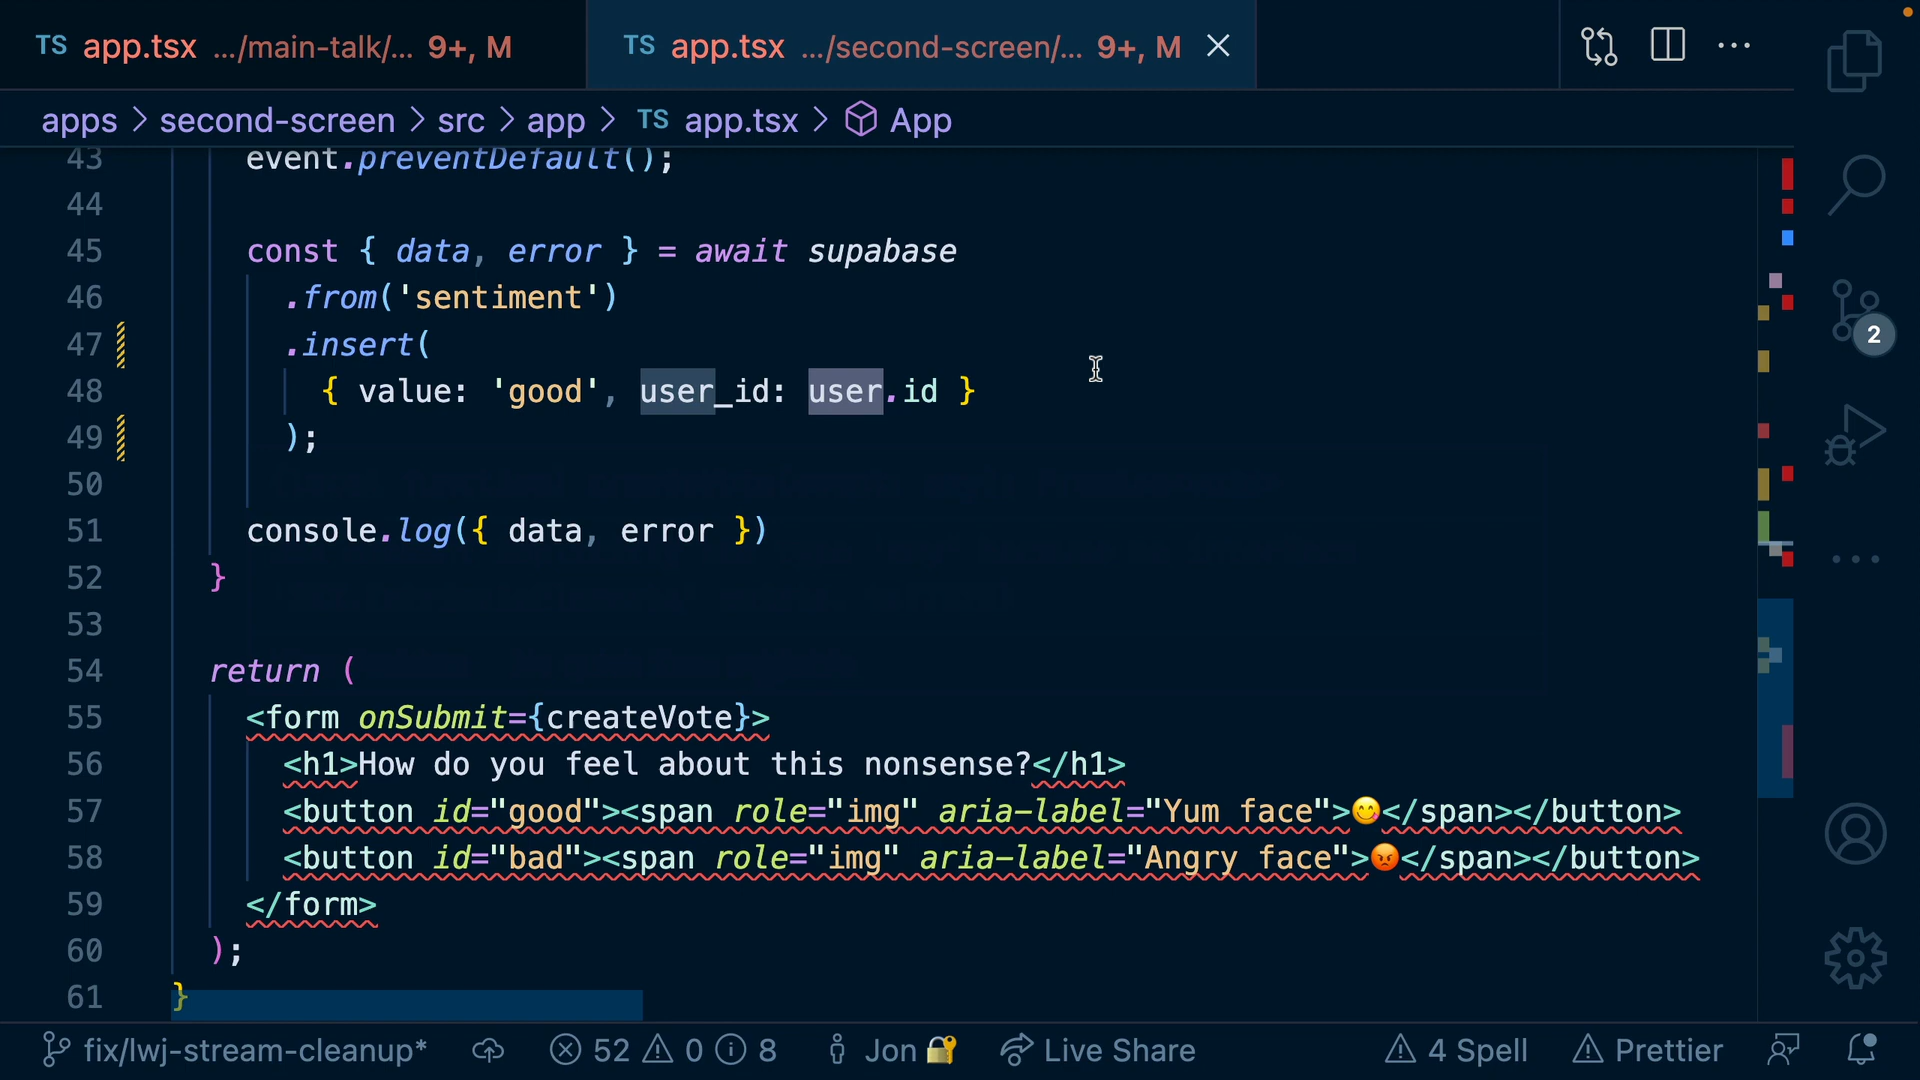 TS app.tsx .../main-talk/... 9+, M
TS app.tsx .../second-screen/... 9+, M
apps > second-screen > src > app > TS app.tsx > App
43 event.preventDefault();
44
45 const { data, error } = await supabase
46 .from('sentiment')
47 .insert(
48 { value: 'good', user_id: user.id }
49 );
50
51 console.log({ data, error })
52 }
53
54 return (
55 <form onSubmit={createVote}>
56 <h1>How do you feel about this nonsense?</h1>
57 <button id="good"><span role="img" aria-label="Yum face">😋</span></button>
58 <button id="bad"><span role="img" aria-label="Angry face">😡</span></button>
59 </form>
60 );
61 }
2
fix/lwj-stream-cleanup* 52 0 8 Jon 🔐 Live Share 4 Spell Prettier